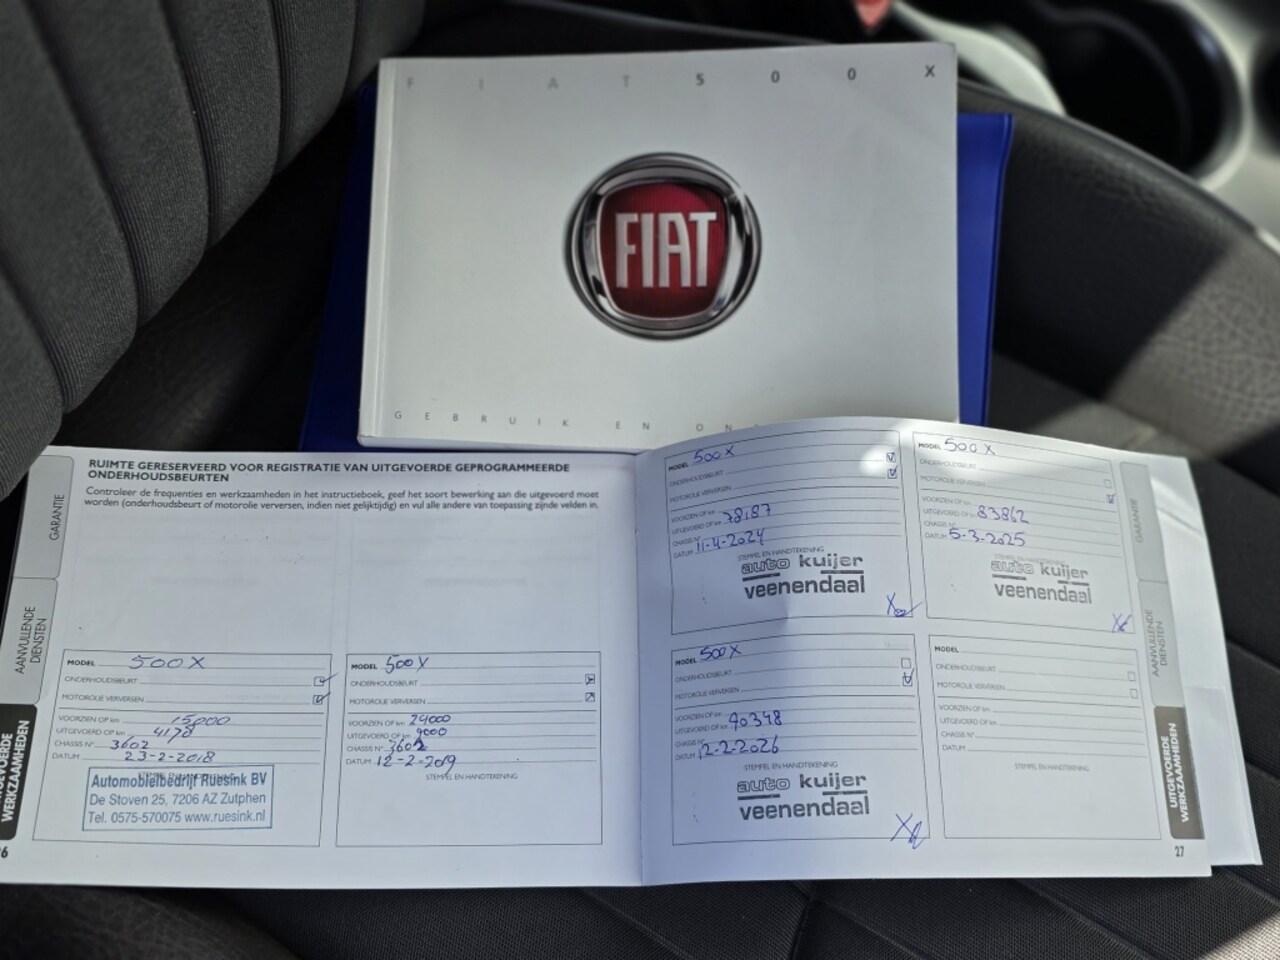 FIAT 500X
FIAT
GEBRUIK EN ON
RUIMTE GERESERVEERD VOOR REGISTRATIE VAN UITGEVOERDE GEPROGRAMMEERDE
ONDERHOUDSBEURTEN
Controleer de frequenties en werkzaamheden in het instructieboek, geef het soort bewerking aan die uitgevoerd moet
worden (onderhoudsbeurt of motorolie verversen, indien niet gelijktijdig) en vul alle andere van toepassing zijnde velden in.
GARANTIE
AANVULLENDE
DIENSTEN
UITGEVOERDE
WERKZAAMHEDEN
MODEL 500X
ONDERHOUDSBEURT
MOTOROLIE VERVERSEN
VOORZIEN OP km 15000
UITGEVOERD OP km 4178
CHASSIS N° 3602
DATUM 23-2-2018
Automobielbedrijf Ruesink BV
De Stoven 25, 7206 AZ Zutphen
Tel. 0575-570075 www.ruesink.nl
MODEL 500X
ONDERHOUDSBEURT
MOTOROLIE VERVERSEN
VOORZIEN OP km 24000
UITGEVOERD OP km 9000
CHASSIS N° 3602
DATUM 12-2-2019
STEMPEL EN HANDTEKENING
MODEL 500X
ONDERHOUDSBEURT
MOTOROLIE VERVERSEN
VOORZIEN OP km 78187
UITGEVOERD OP km
CHASSIS N°
DATUM 11-4-2024
STEMPEL EN HANDTEKENING
auto kuijer
veenendaal
MODEL 500X
ONDERHOUDSBEURT
MOTOROLIE VERVERSEN
VOORZIEN OP km
UITGEVOERD OP km 83862
CHASSIS N°
DATUM 5-3-2025
STEMPEL EN HANDTEKENING
auto kuijer
veenendaal
MODEL 500X
ONDERHOUDSBEURT
MOTOROLIE VERVERSEN
VOORZIEN OP km 90348
UITGEVOERD OP km
CHASSIS N°
DATUM 12-2-2026
STEMPEL EN HANDTEKENING
auto kuijer
veenendaal
MODEL
ONDERHOUDSBEURT
MOTOROLIE VERVERSEN
VOORZIEN OP km
UITGEVOERD OP km
CHASSIS N°
DATUM
STEMPEL EN HANDTEKENING
GARANTIE
AANVULLENDE
DIENSTEN
UITGEVOERDE
WERKZAAMHEDEN
27